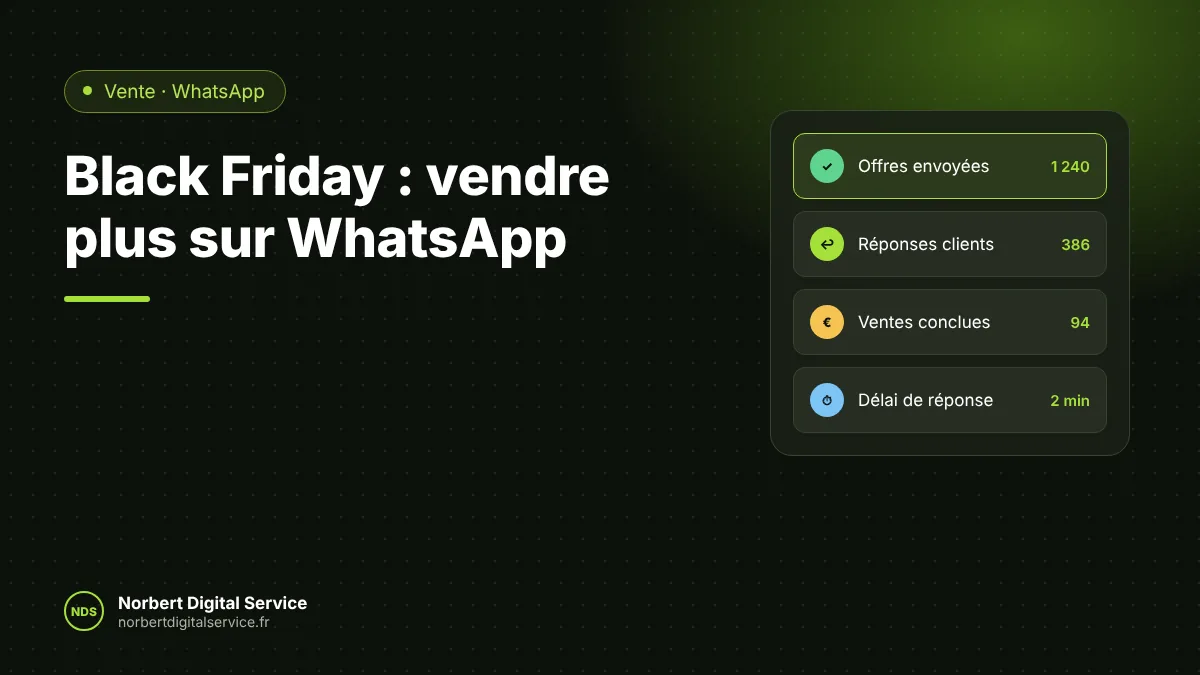 Vente · WhatsApp
Black Friday : vendre
plus sur WhatsApp
Offres envoyées 1 240
Réponses clients 386
€ Ventes conclues 94
Délai de réponse 2 min
NDS
Norbert Digital Service
norbertdigitalservice.fr